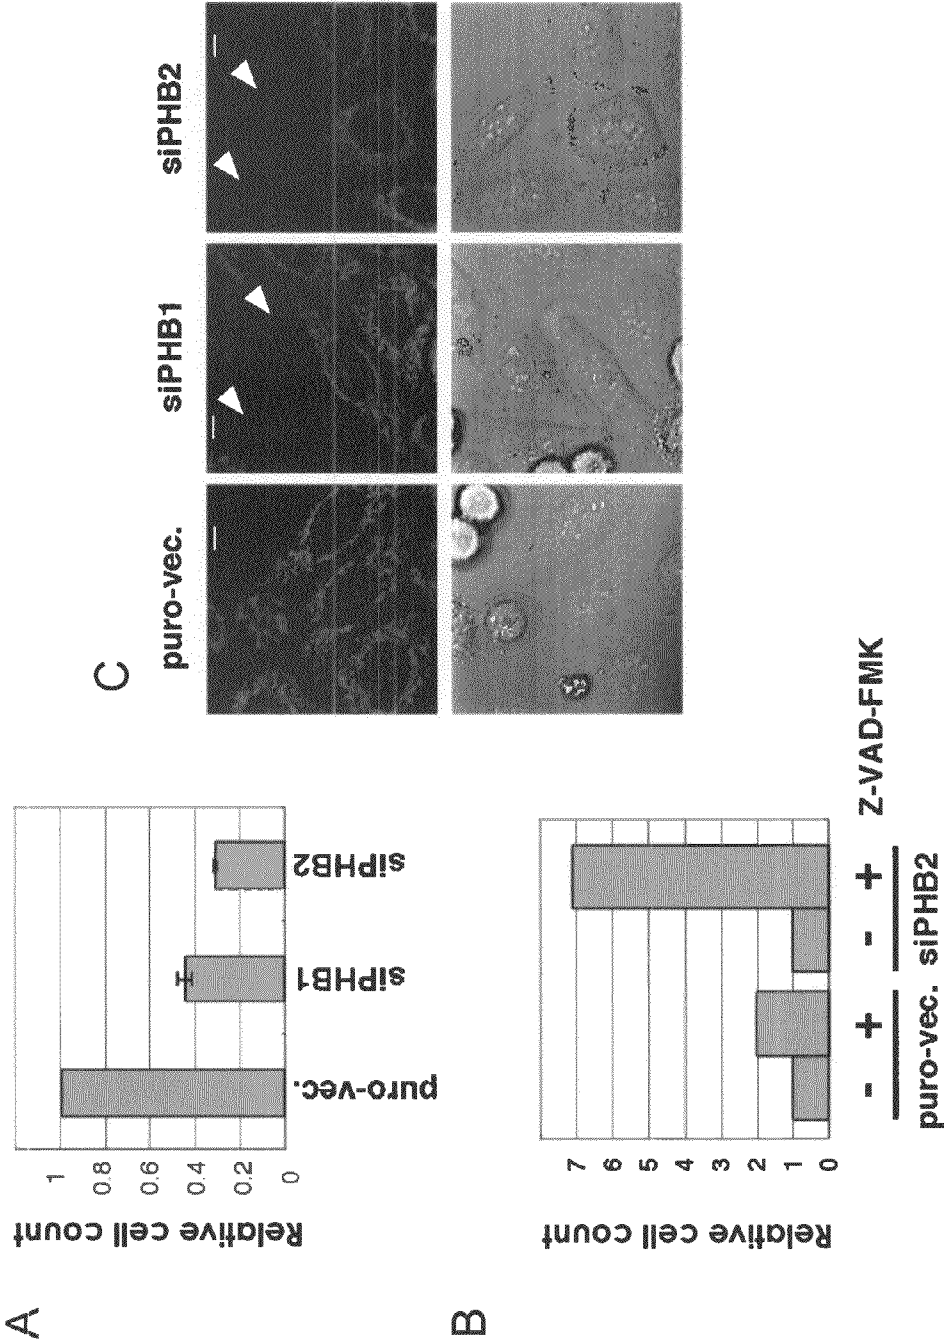 A
Relative cell count
1
0.8
0.6
0.4
0.2
0
puro-vec.
siPHB1
siPHB2
B
Relative cell count
7
6
5
4
3
2
1
0
- + - + Z-VAD-FMK
puro-vec. siPHB2
C
puro-vec. siPHB1 siPHB2